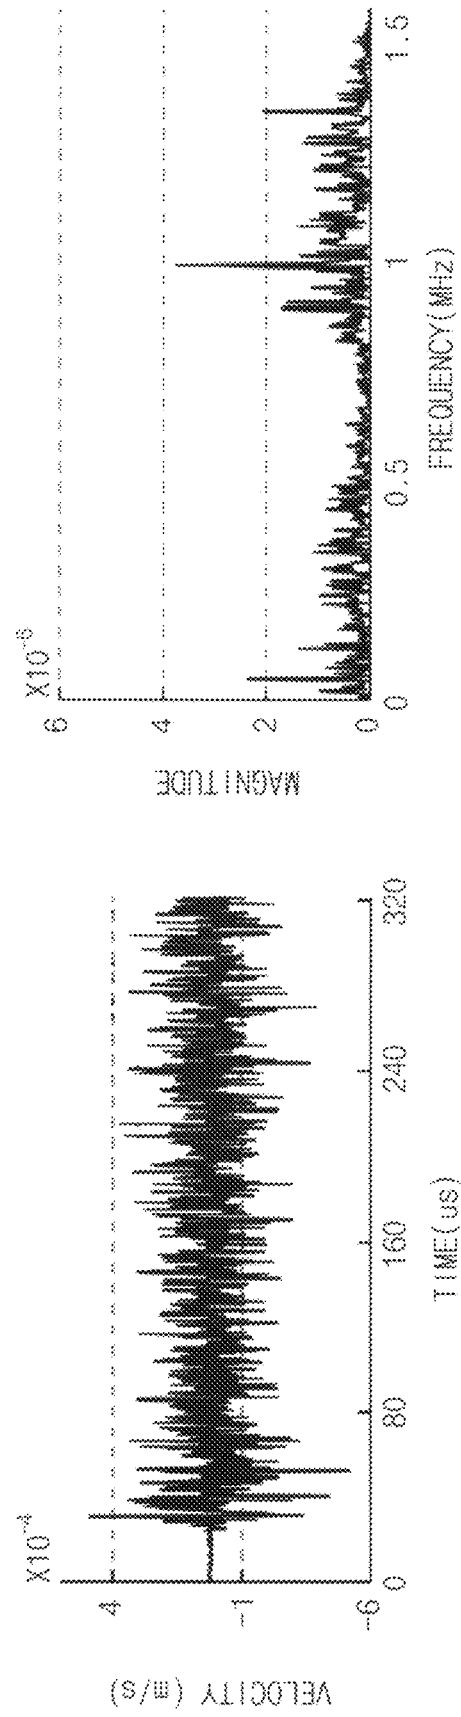 X10⁻⁴
VELOCITY (m/s)
4
-1
-6
0 80 160 240 320
TIME(us)
X10⁻⁶
MAGNITUDE
6
4
2
0
0 0.5 1 1.5
FREQUENCY(MHz)